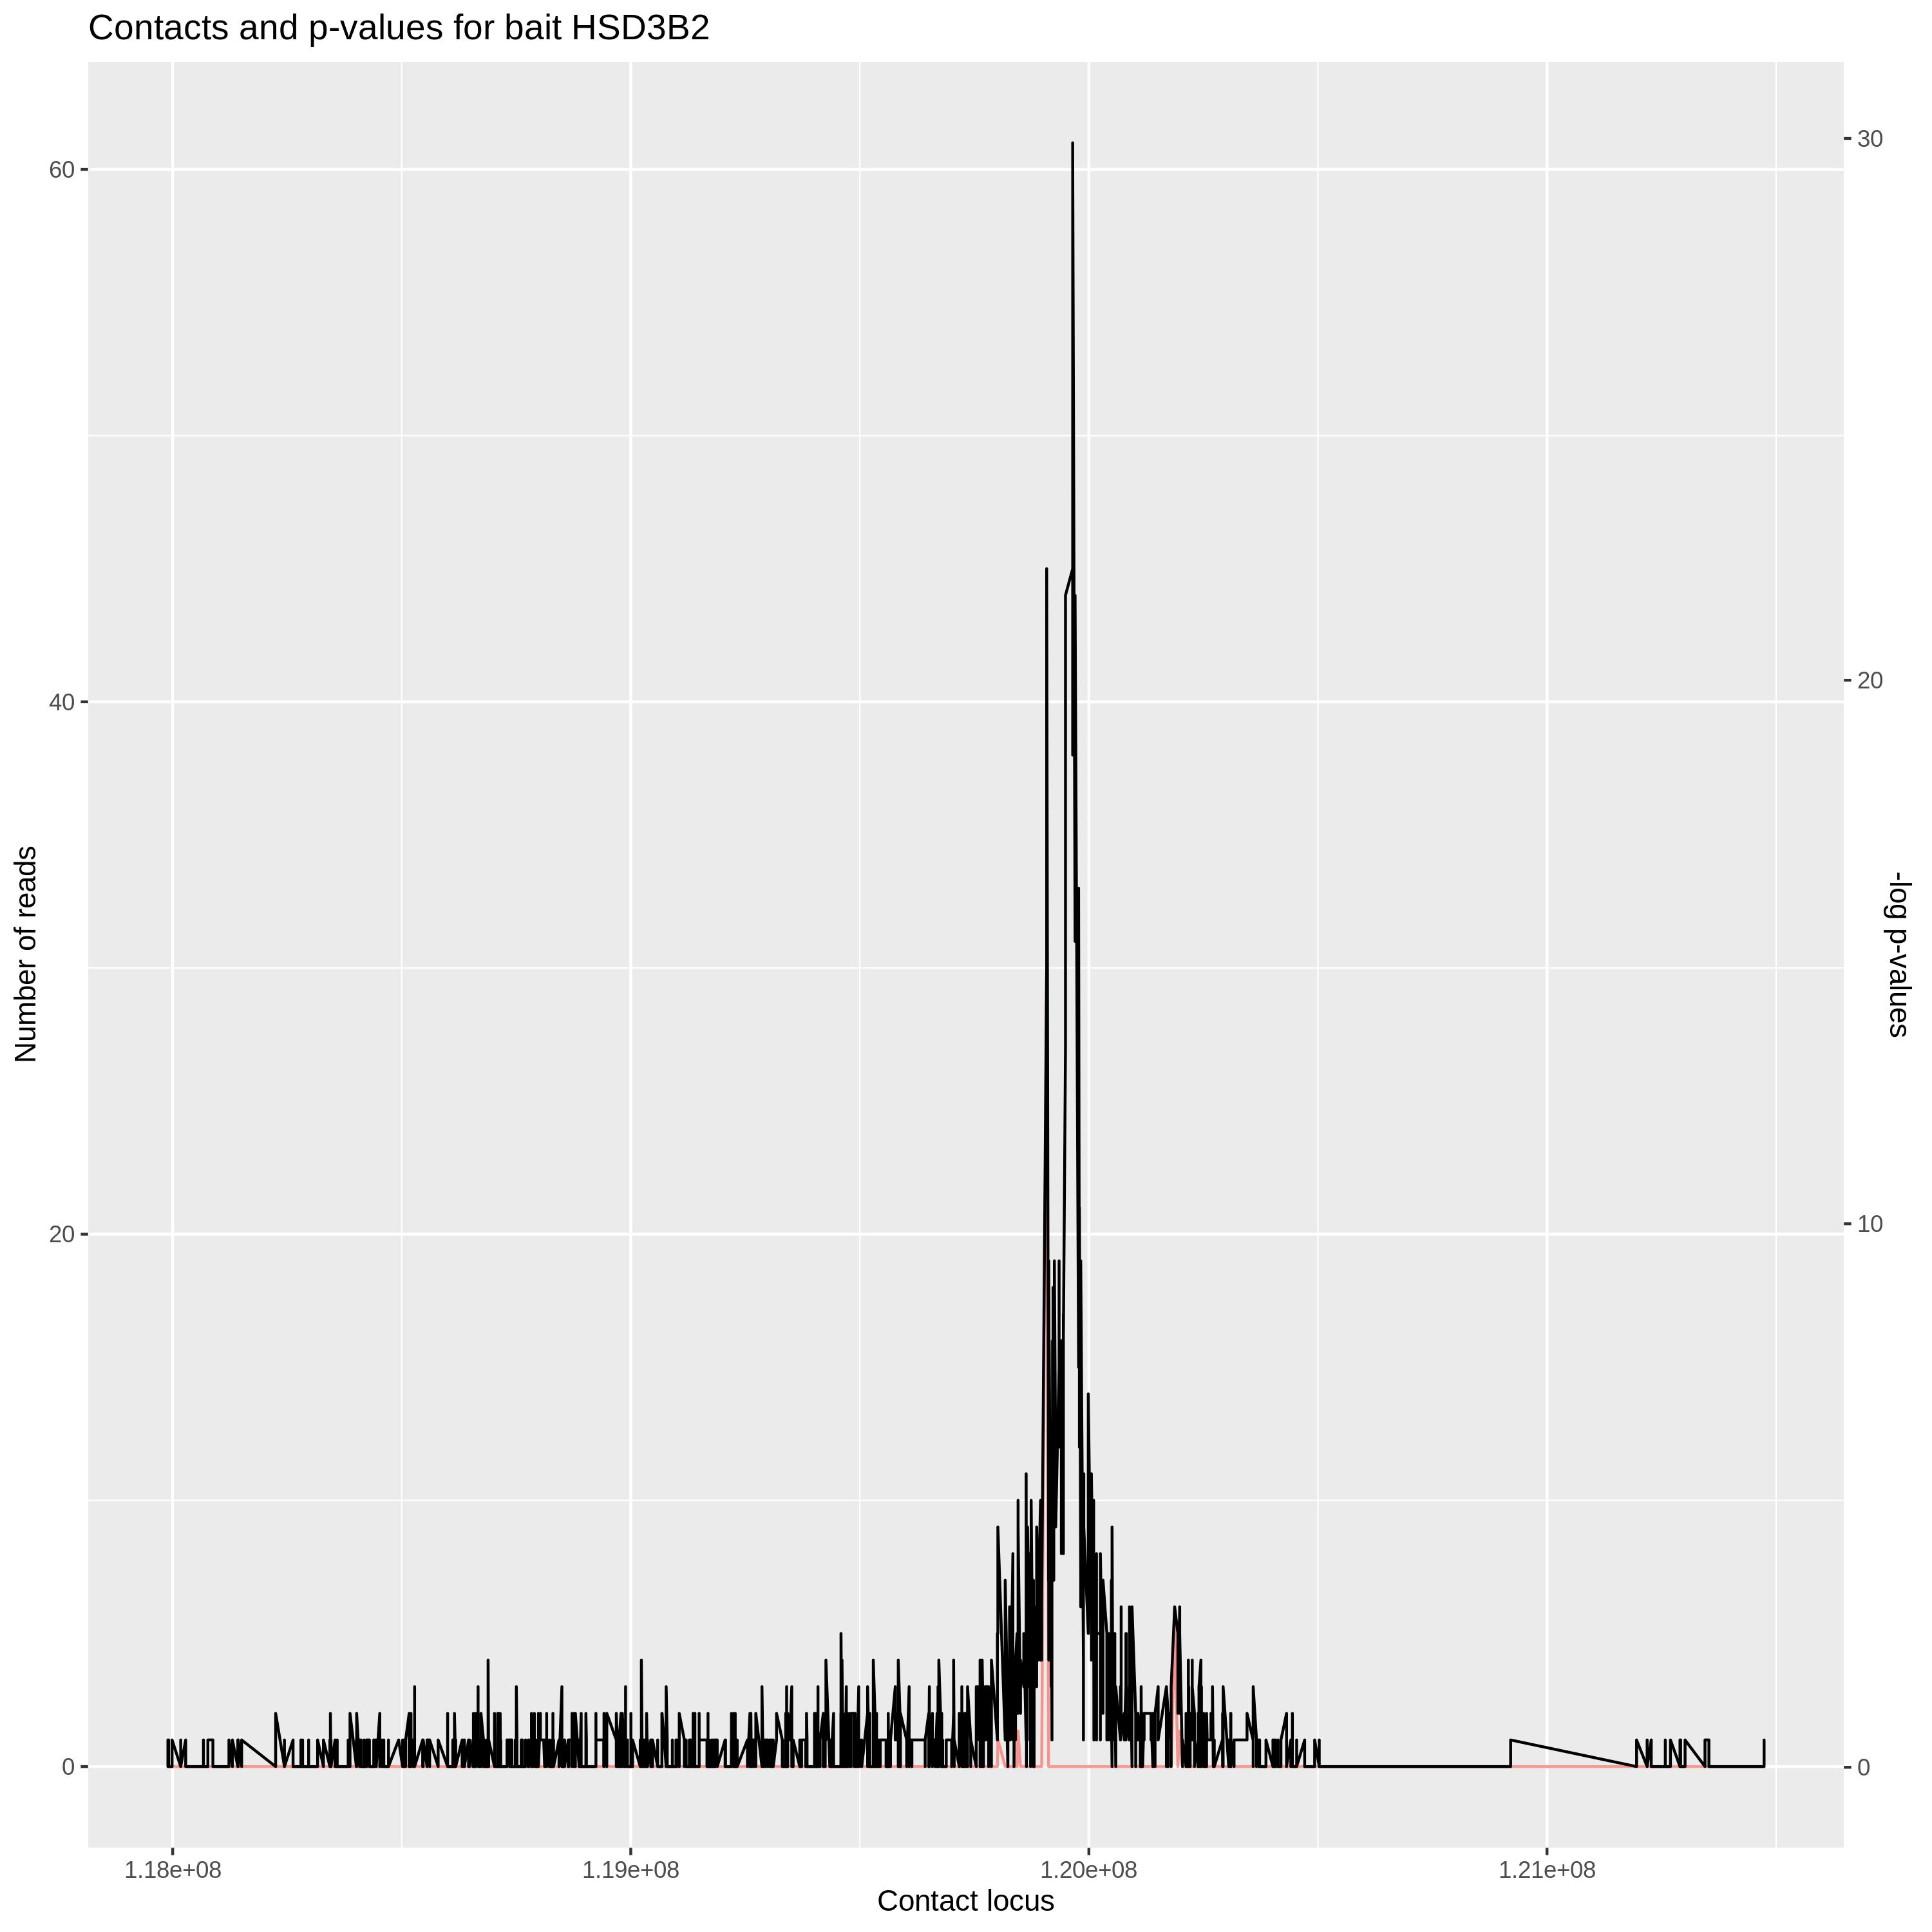 Contacts and p-values for bait HSD3B2
60
40
20
0
Number of reads
30
20
10
0
-log p-values
1.18e+08
1.19e+08
1.20e+08
1.21e+08
Contact locus